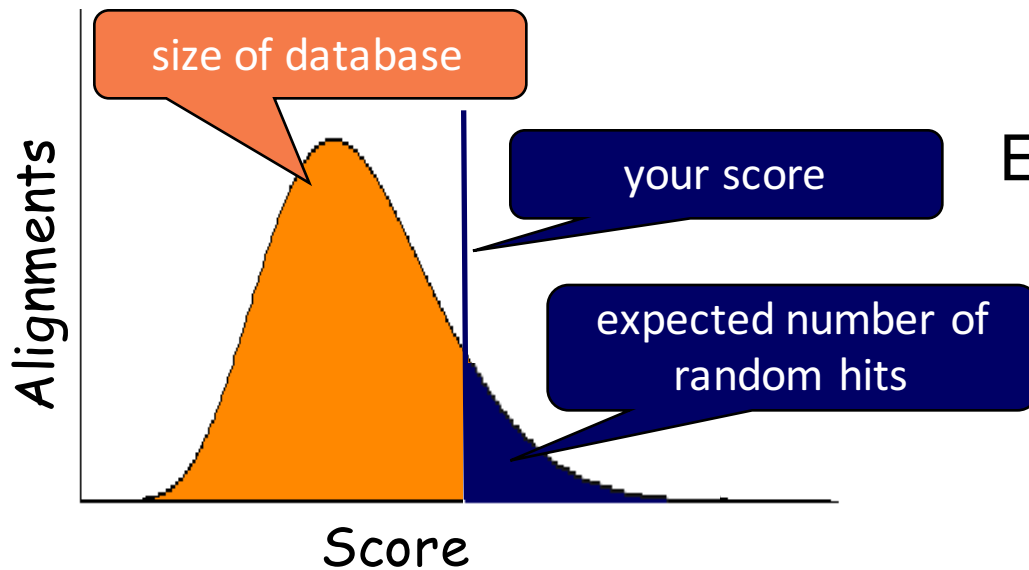 size of database
your score
E
expected number of
random hits
Alignments
Score